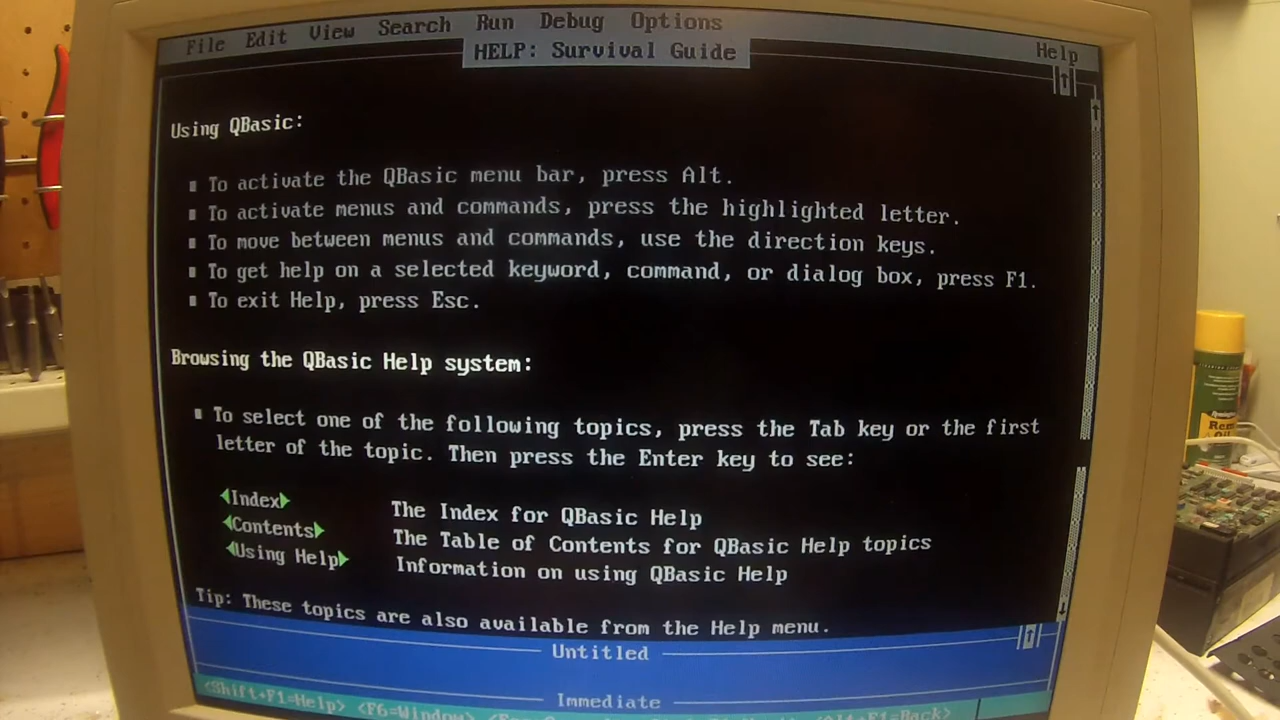 File Edit View Search Run Debug Options Help
HELP: Survival Guide
Using QBasic:
To activate the QBasic menu bar, press Alt.
To activate menus and commands, press the highlighted letter.
To move between menus and commands, use the direction keys.
To get help on a selected keyword, command, or dialog box, press F1.
To exit Help, press Esc.
Browsing the QBasic Help system:
To select one of the following topics, press the Tab key or the first
letter of the topic. Then press the Enter key to see:
Index The Index for QBasic Help
Contents The Table of Contents for QBasic Help topics
Using Help Information on using QBasic Help
Tip: These topics are also available from the Help menu.
Untitled
Immediate
<Shift+F1=Help> <F6=Window> <Alt+F1=Back>
Remington
Rem
Oil